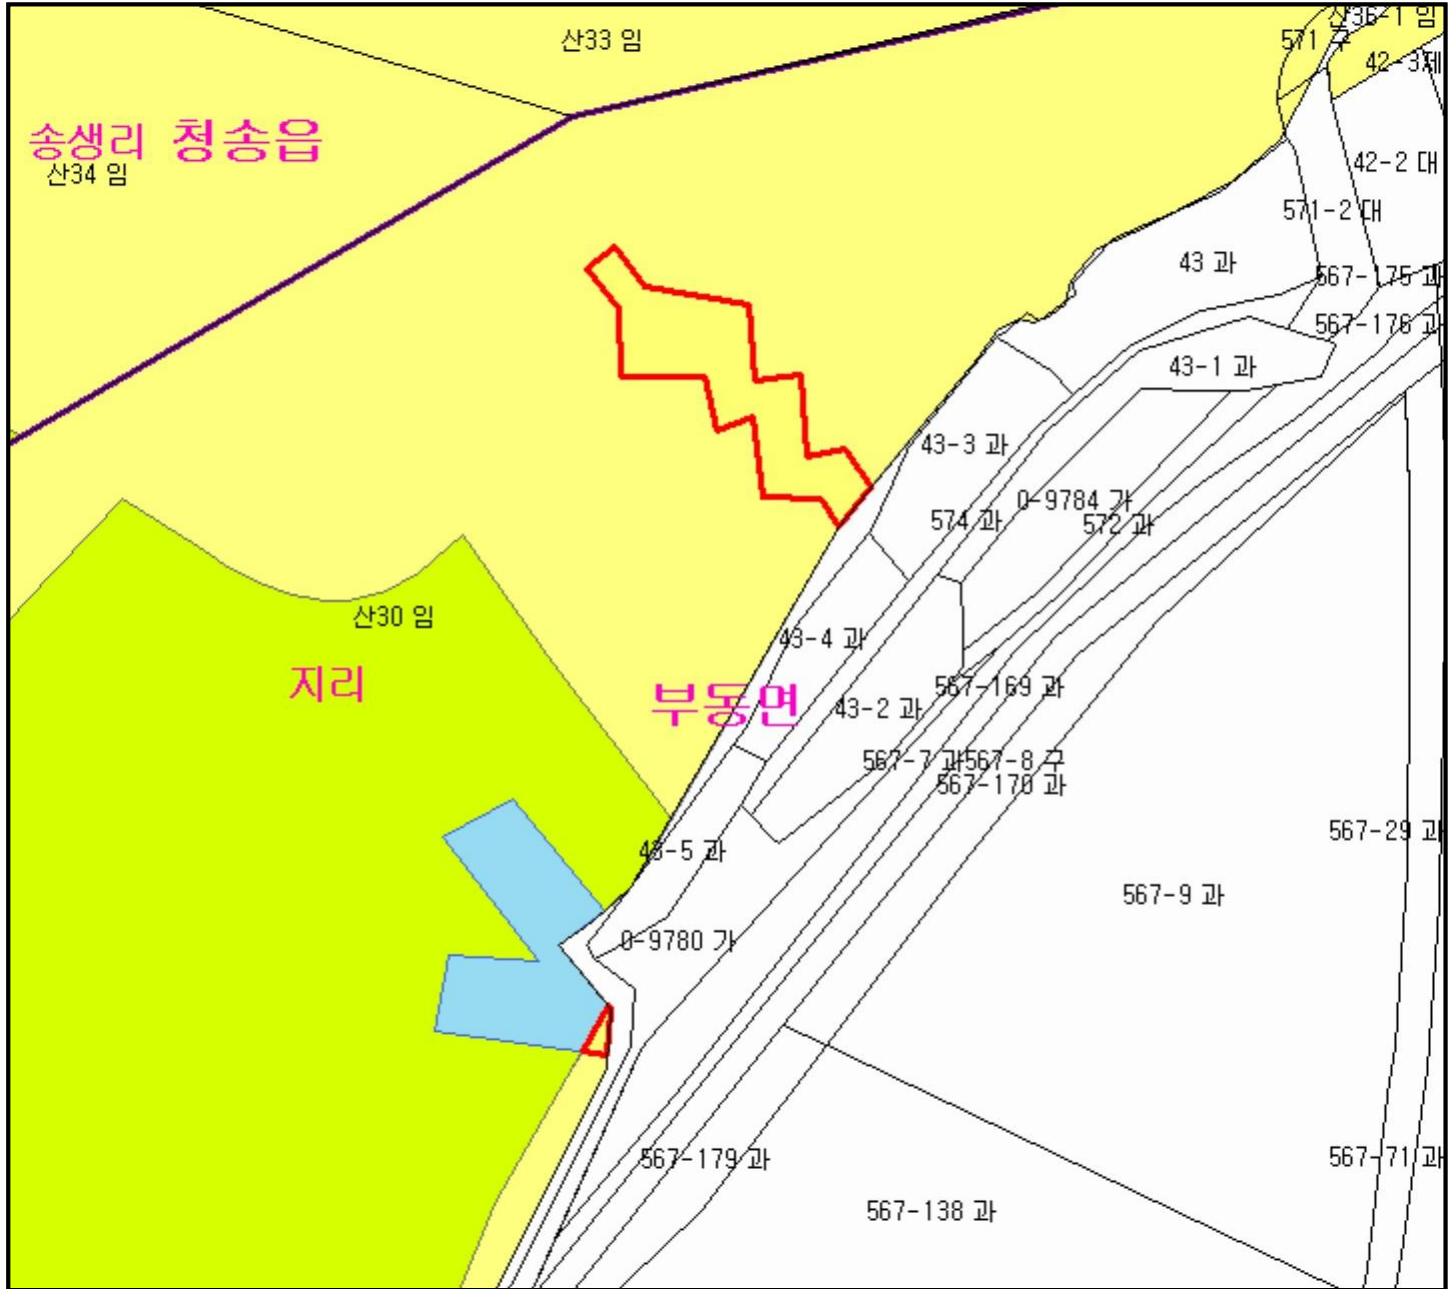 산36-1 임
산33 임
571 구
42-3제
송생리 청송읍
산34 임
42-2 대
571-2 대
43 과
567-175 과
567-176 과
43-1 과
43-3 과
0-9784 가
574 과
572 과
산30 임
43-4 과
지리
부동면
567-169 과
43-2 과
567-7 과
567-8 구
567-170 과
567-29 과
43-5 과
567-9 과
0-9780 가
567-179 과
567-71 과
567-138 과